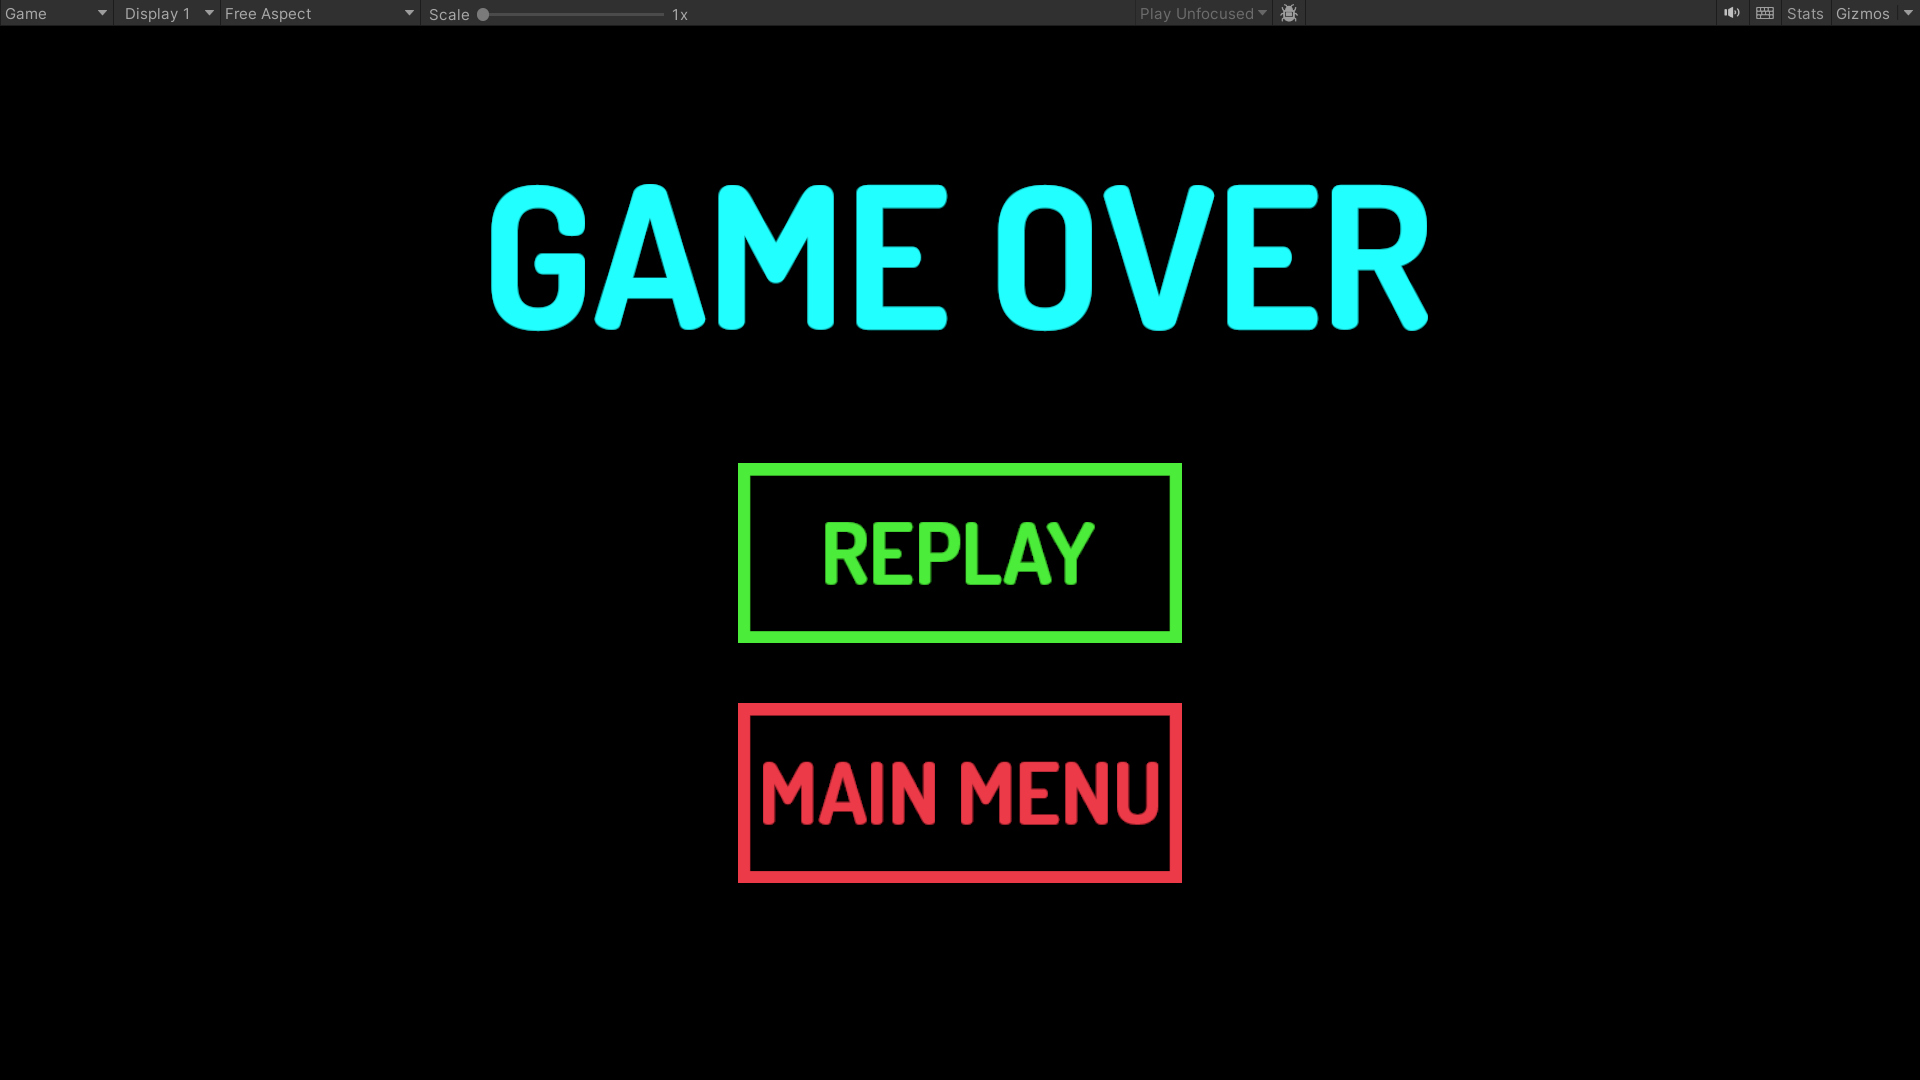 Game Display 1 Free Aspect Scale 1x Play Unfocused Stats Gizmos
GAME OVER
REPLAY
MAIN MENU